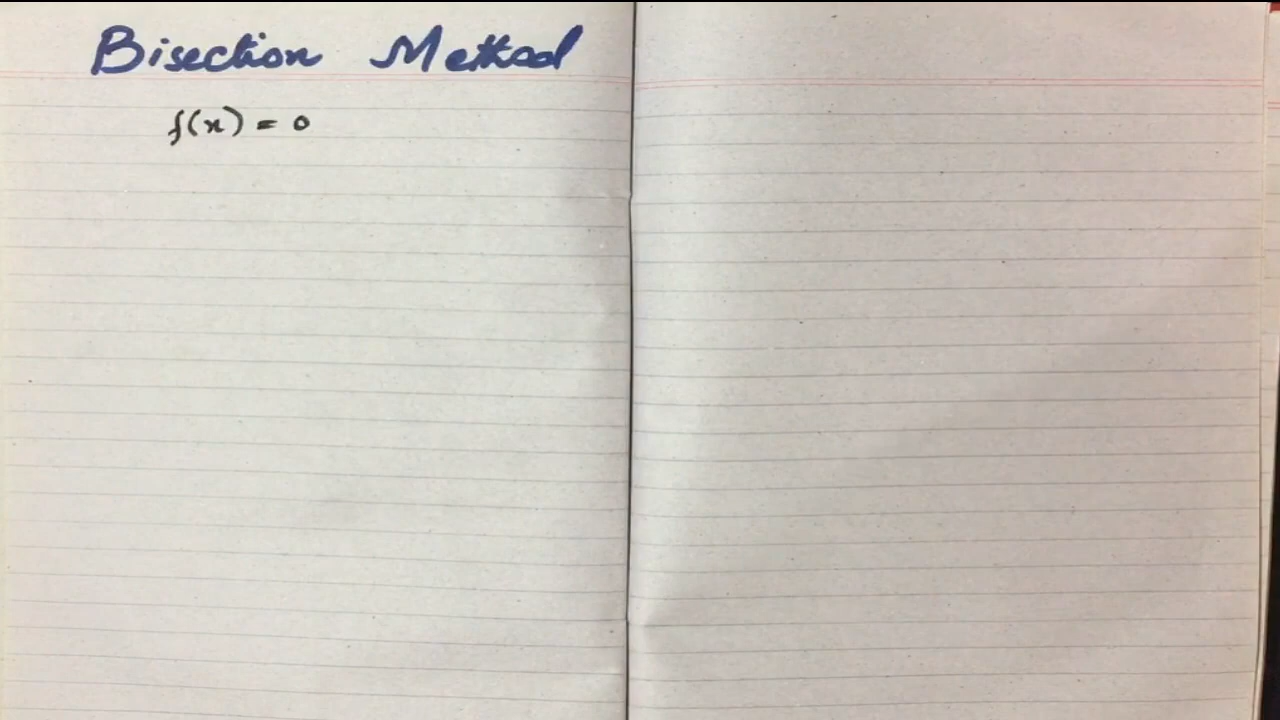 Bisection Method
f(x) = 0